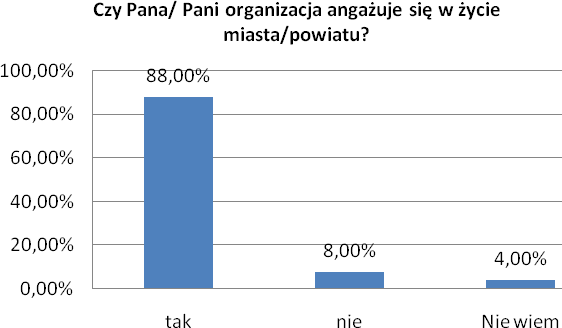 Czy Pana/ Pani organizacja angażuje się w życie
miasta/powiatu?
100,00%
88,00%
80,00%
60,00%
40,00%
20,00%
8,00%
4,00%
0,00%
tak
nie
Nie wiem